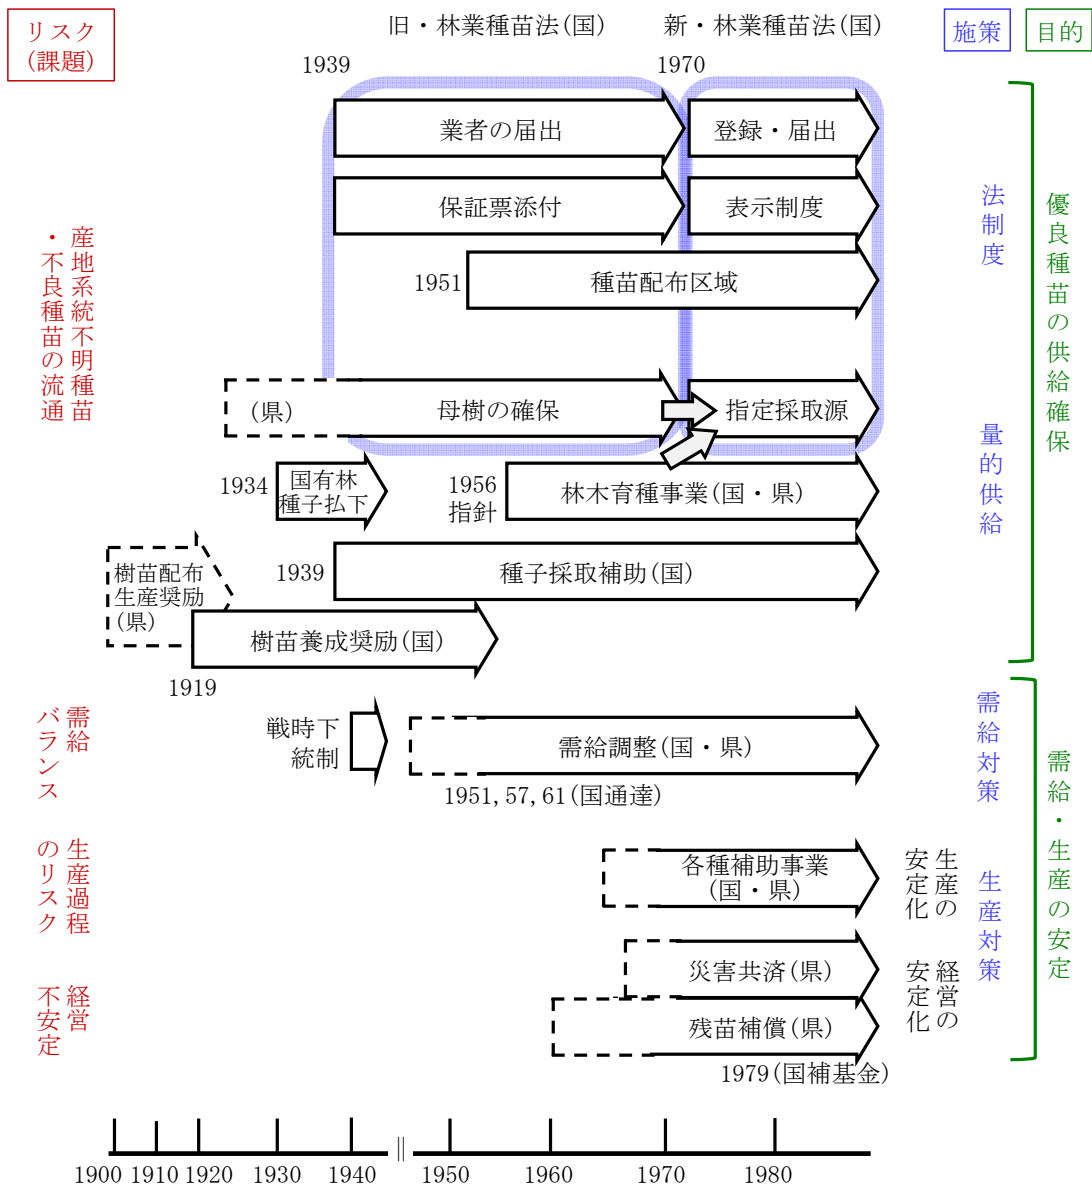 リスク
(課題)
旧・林業種苗法(国)
新・林業種苗法(国)
施策
目的
1939
1970
業者の届出
登録・届出
保証票添付
表示制度
1951
種苗配布区域
法制度
産地系統不明種苗
・不良種苗の流通
優良種苗の供給確保
(県)
母樹の確保
指定採取源
量的供給
1934
国有林
種子払下
1956
指針
林木育種事業(国・県)
樹苗配布
生産奨励
(県)
1939
種子採取補助(国)
樹苗養成奨励(国)
1919
需給
バランス
戦時下
統制
需給調整(国・県)
1951,57,61(国通達)
需給対策
需給・生産の安定
生産過程
のリスク
各種補助事業
(国・県)
生産の
安定化
生産対策
経営
不安定
災害共済(県)
経営の
安定化
残苗補償(県)
1979(国補基金)
1900 1910 1920 1930 1940 1950 1960 1970 1980